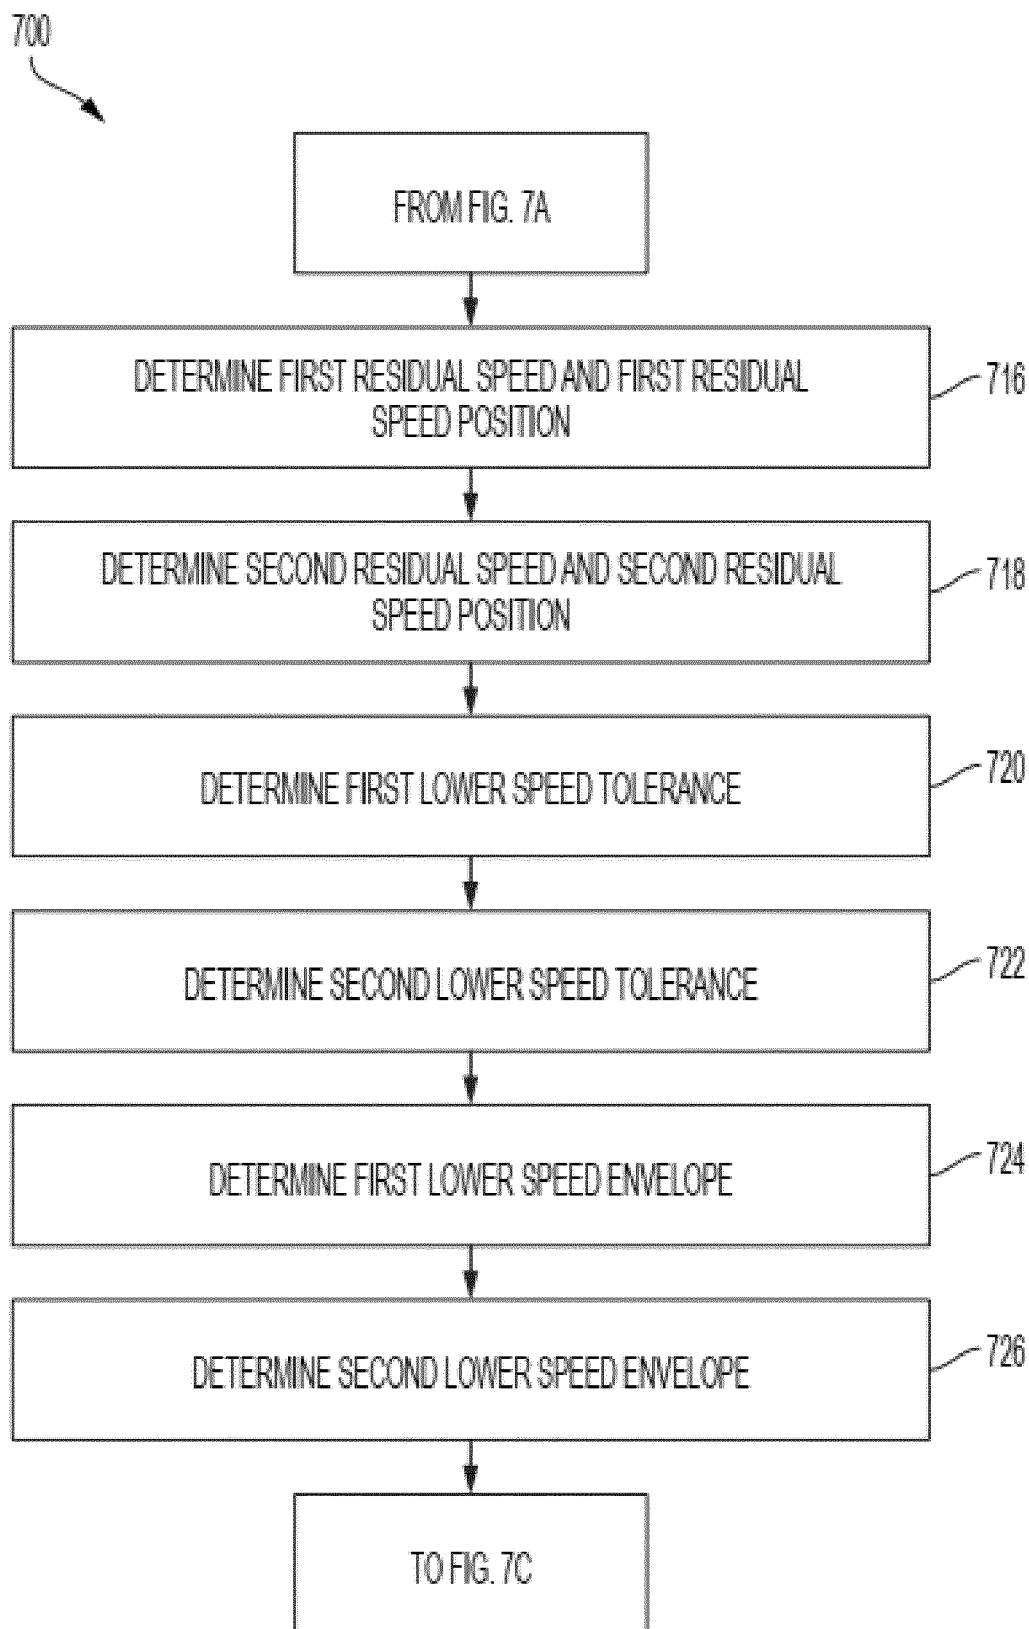 700
FROM FIG. 7A
DETERMINE FIRST RESIDUAL SPEED AND FIRST RESIDUAL
SPEED POSITION
716
DETERMINE SECOND RESIDUAL SPEED AND SECOND RESIDUAL
SPEED POSITION
718
DETERMINE FIRST LOWER SPEED TOLERANCE
720
DETERMINE SECOND LOWER SPEED TOLERANCE
722
DETERMINE FIRST LOWER SPEED ENVELOPE
724
DETERMINE SECOND LOWER SPEED ENVELOPE
726
TO FIG. 7C